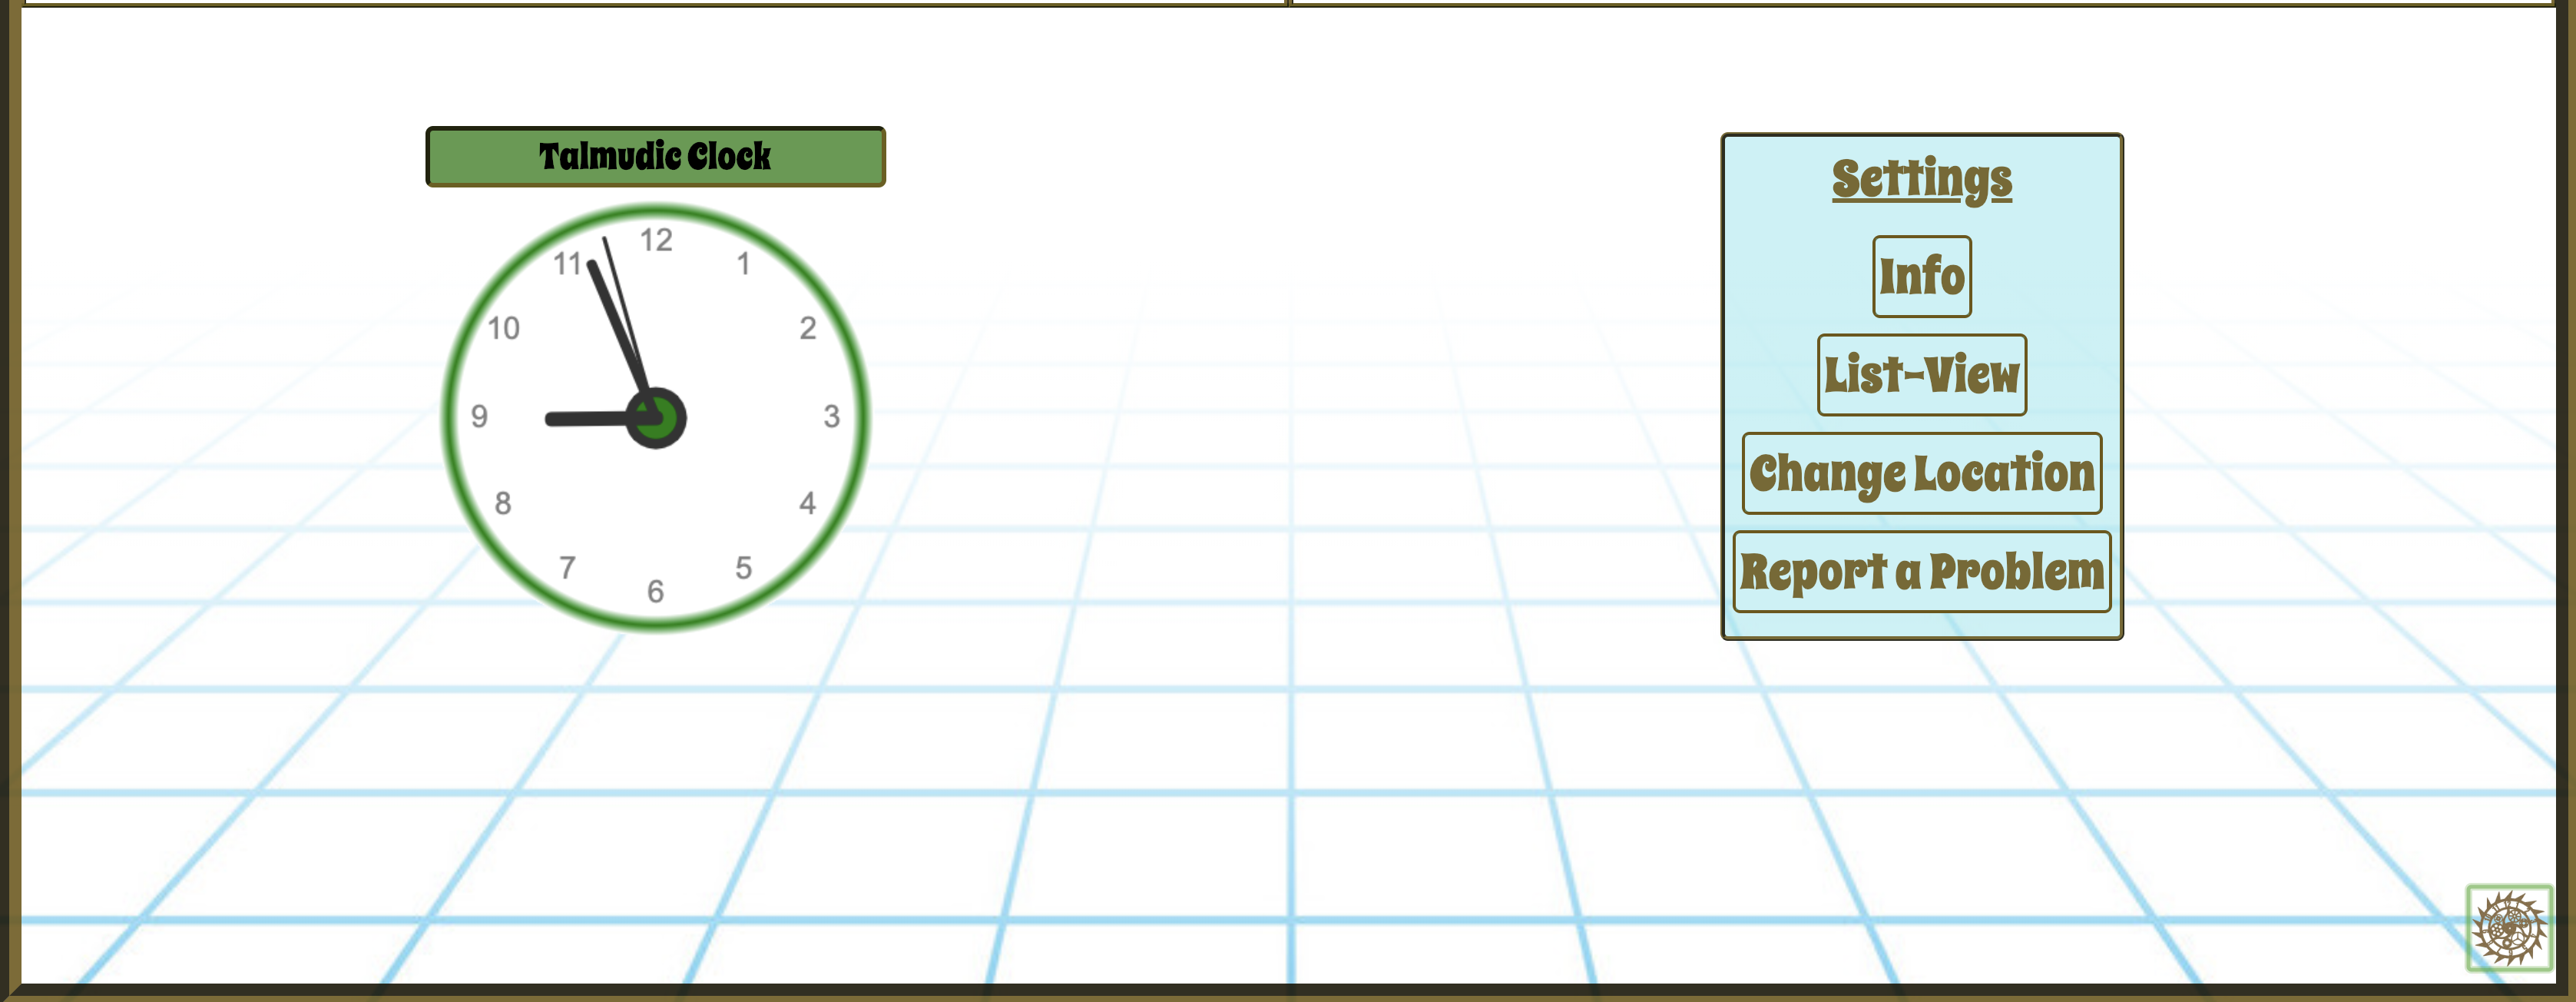 Talmudic Clock
12
11
1
10
2
9
3
8
4
7
5
6
Settings
Info
List-View
Change Location
Report a Problem